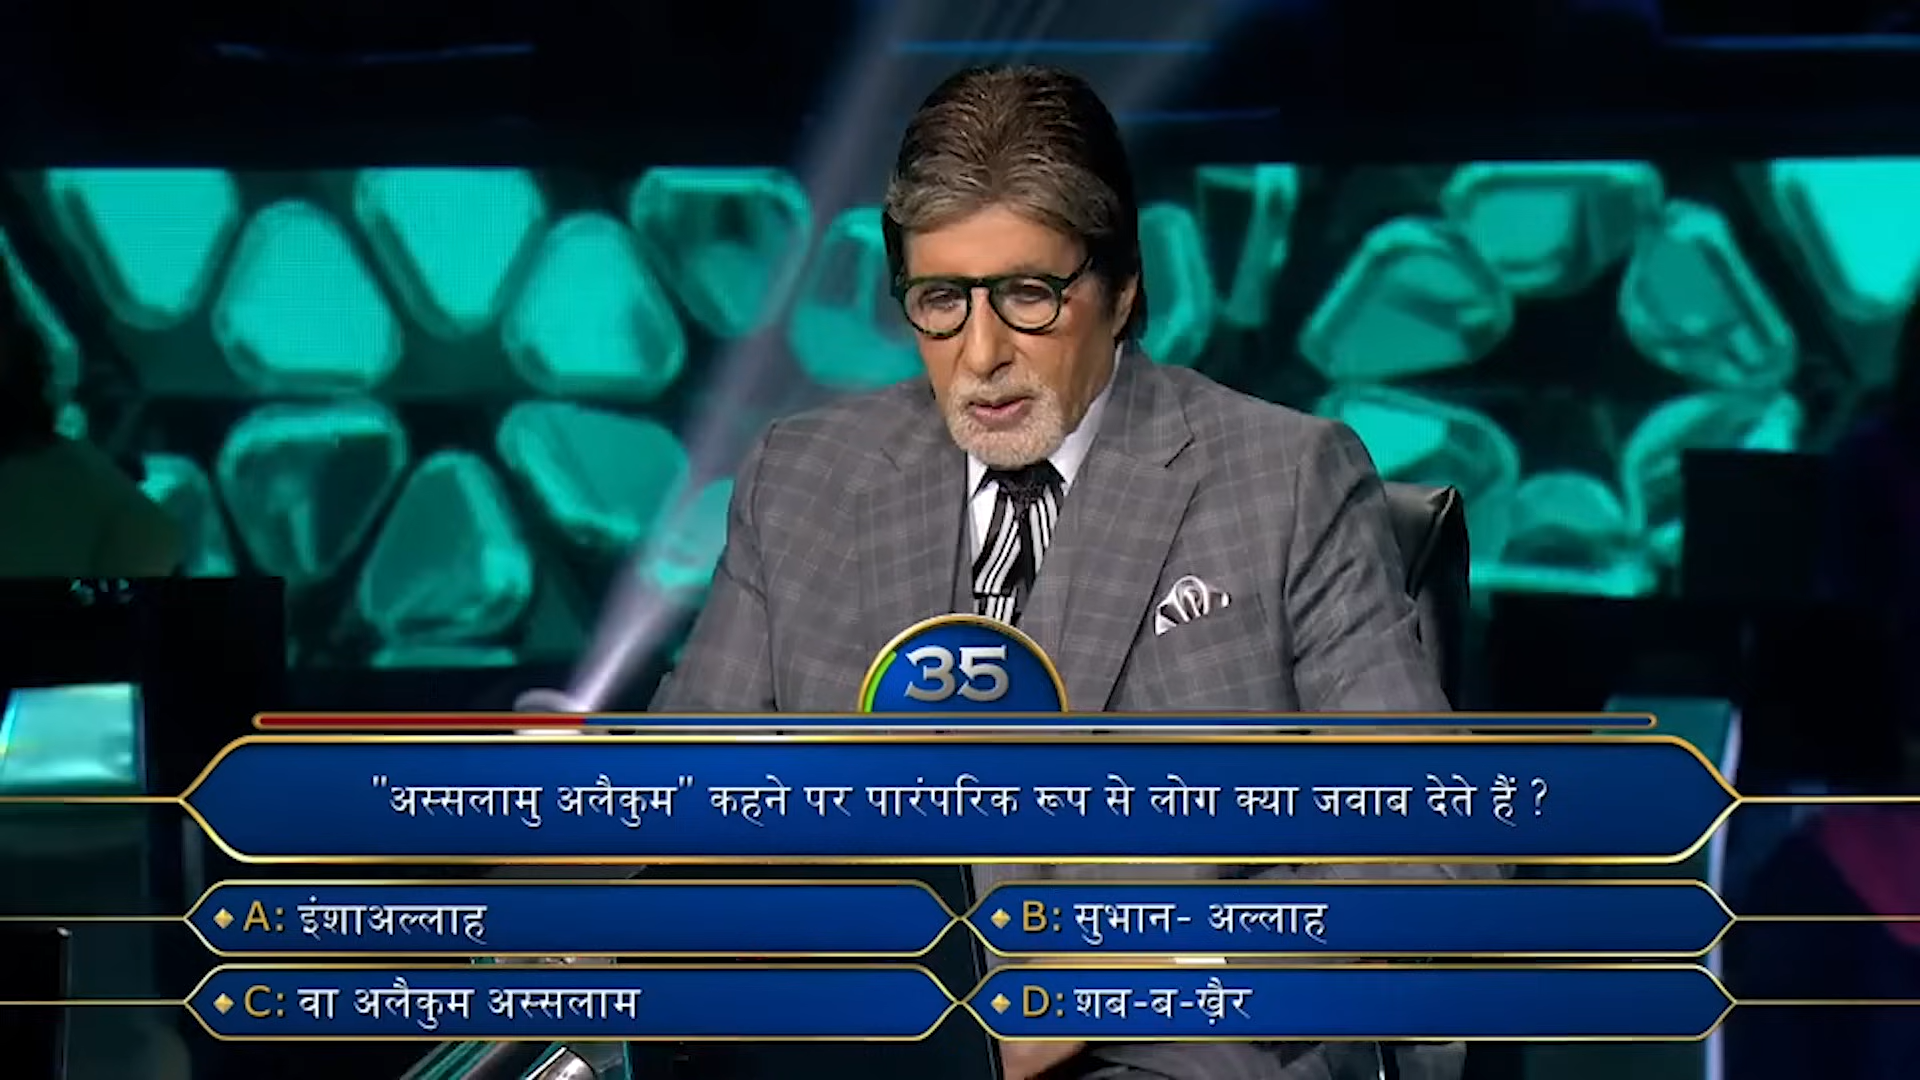 35
"अस्सलामु अलैकुम" कहने पर पारंपरिक रूप से लोग क्या जवाब देते हैं ?
A: इंशाअल्लाह
B: सुभान- अल्लाह
C: वा अलैकुम अस्सलाम
D: शब-ब-ख़ैर